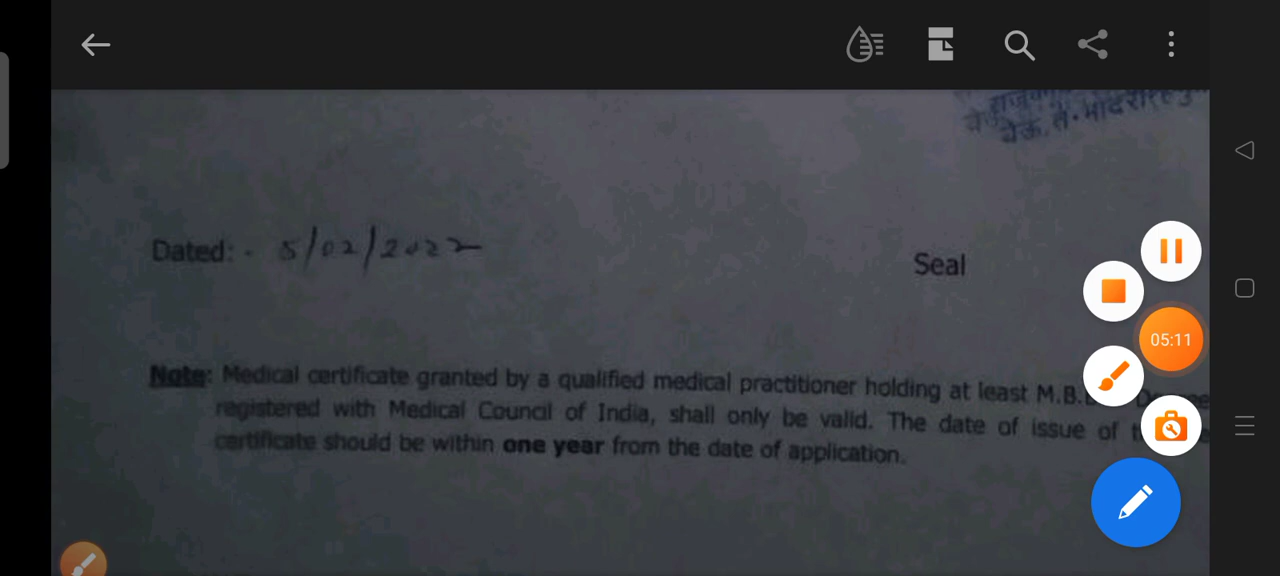 Dated: - 5/02/2022
Seal
05:11
Note: Medical certificate granted by a qualified medical practitioner holding at least M.B.
registered with Medical Council of India, shall only be valid. The date of issue of
certificate should be within one year from the date of application.